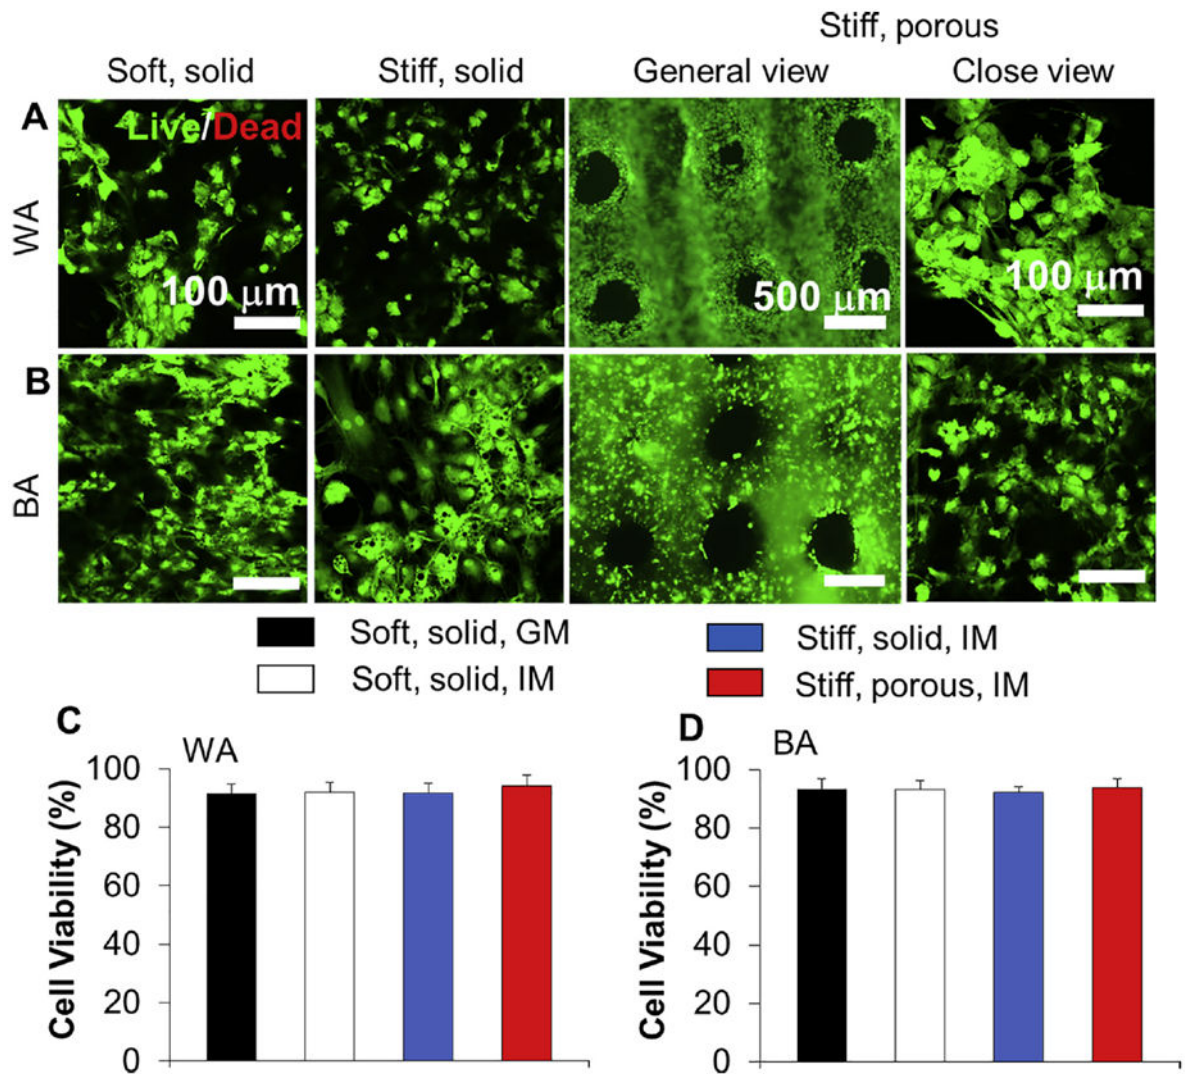 Stiff, porous
Soft, solid
Stiff, solid
General view
Close view
A
Live/Dead
WA
100 μm
500 μm
100 μm
B
BA
Soft, solid, GM
Stiff, solid, IM
Soft, solid, IM
Stiff, porous, IM
C
WA
Cell Viability (%)
100
80
60
40
20
0
D
BA
Cell Viability (%)
100
80
60
40
20
0